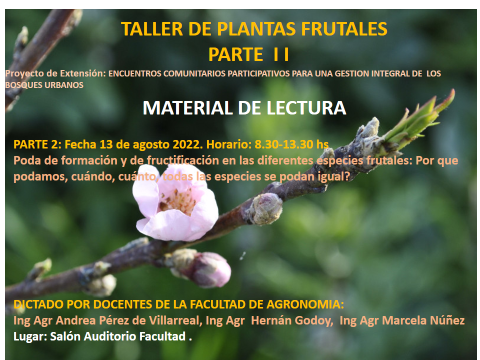 TALLER DE PLANTAS FRUTALES
PARTE I I
Proyecto de Extensión: ENCUENTROS COMUNITARIOS PARTICIPATIVOS PARA UNA GESTION INTEGRAL DE LOS
BOSQUES URBANOS
MATERIAL DE LECTURA
PARTE 2: Fecha 13 de agosto 2022. Horario: 8.30-13.30 hs
Poda de formación y de fructificación en las diferentes especies frutales: Por que
podamos, cuándo, cuánto, todas las especies se podan igual?
DICTADO POR DOCENTES DE LA FACULTAD DE AGRONOMIA:
Ing Agr Andrea Pérez de Villarreal, Ing Agr Hernán Godoy, Ing Agr Marcela Núñez
Lugar: Salón Auditorio Facultad .